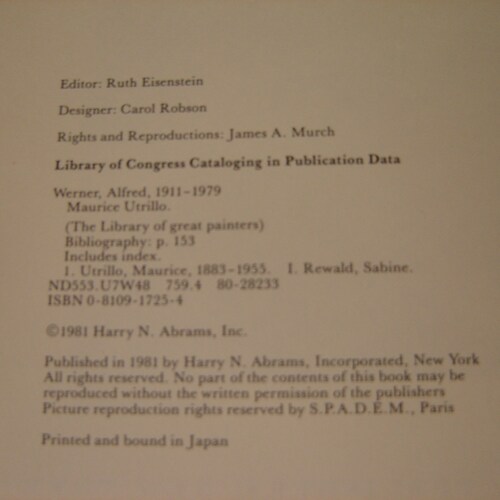 Editor: Ruth Eisenstein
Designer: Carol Robson
Rights and Reproductions: James A. Murch
Library of Congress Cataloging in Publication Data
Werner, Alfred, 1911–1979
Maurice Utrillo.
(The Library of great painters)
Bibliography: p. 153
Includes index.
1. Utrillo, Maurice, 1883–1955. I. Rewald, Sabine.
ND553.U7W48 759.4 80-28233
ISBN 0-8109-1725-4
©1981 Harry N. Abrams, Inc.
Published in 1981 by Harry N. Abrams, Incorporated, New York
All rights reserved. No part of the contents of this book may be
reproduced without the written permission of the publishers
Picture reproduction rights reserved by S.P.A.D.E.M., Paris
Printed and bound in Japan